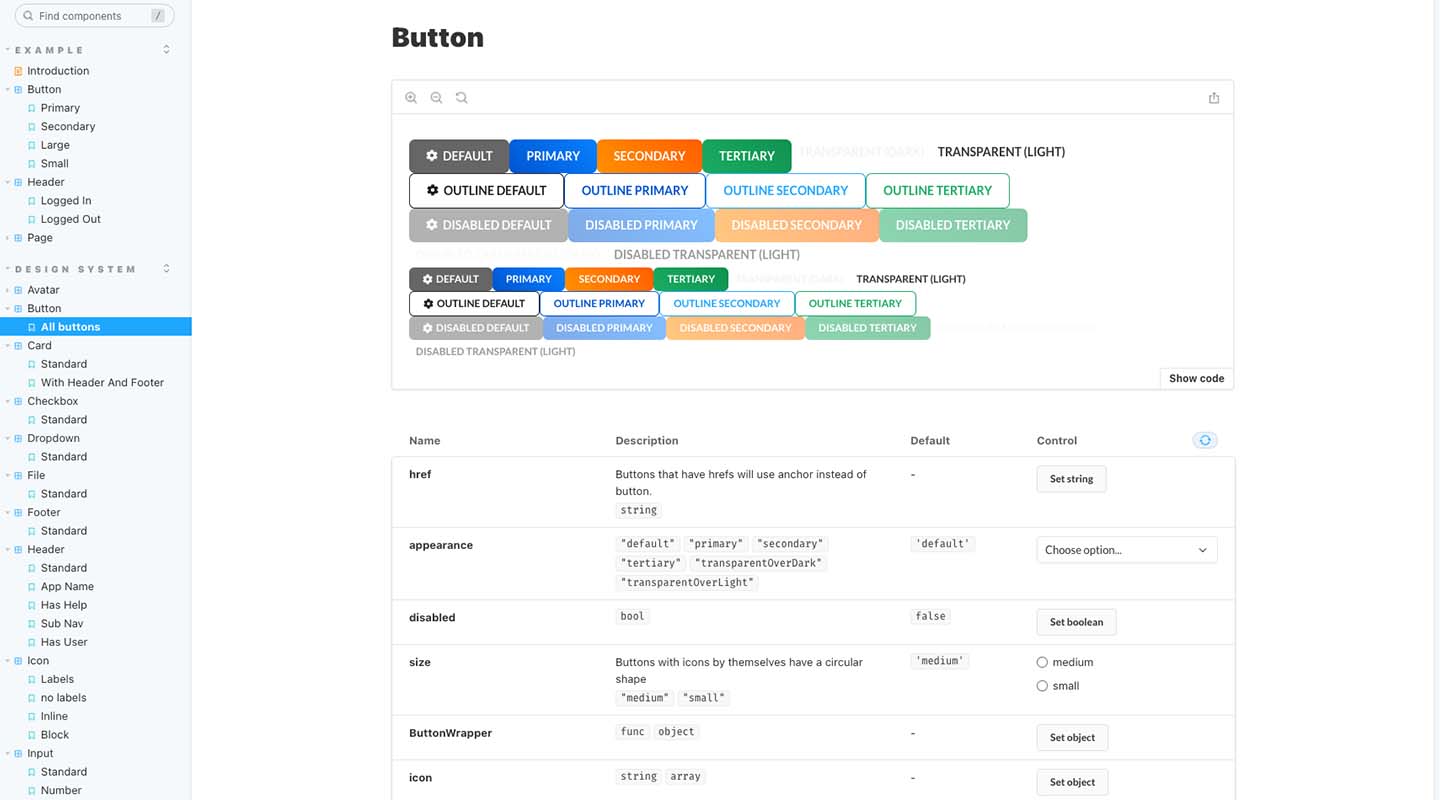 Find components /
EXAMPLE
Introduction
Button
Primary
Secondary
Large
Small
Header
Logged In
Logged Out
Page
DESIGN SYSTEM
Avatar
Button
All buttons
Card
Standard
With Header And Footer
Checkbox
Standard
Dropdown
Standard
File
Standard
Footer
Standard
Header
Standard
App Name
Has Help
Sub Nav
Has User
Icon
Labels
no labels
Inline
Block
Input
Standard
Number
Button
DEFAULT PRIMARY SECONDARY TERTIARY TRANSPARENT (DARK) TRANSPARENT (LIGHT)
OUTLINE DEFAULT OUTLINE PRIMARY OUTLINE SECONDARY OUTLINE TERTIARY
DISABLED DEFAULT DISABLED PRIMARY DISABLED SECONDARY DISABLED TERTIARY
DISABLED TRANSPARENT (LIGHT)
DEFAULT PRIMARY SECONDARY TERTIARY TRANSPARENT (DARK) TRANSPARENT (LIGHT)
OUTLINE DEFAULT OUTLINE PRIMARY OUTLINE SECONDARY OUTLINE TERTIARY
DISABLED DEFAULT DISABLED PRIMARY DISABLED SECONDARY DISABLED TERTIARY
DISABLED TRANSPARENT (LIGHT)
Show code
Name Description Default Control
href Buttons that have hrefs will use anchor instead of - Set string
button.
string
appearance "default" "primary" "secondary" 'default' Choose option...
"tertiary" "transparentOverDark"
"transparentOverLight"
disabled bool false Set boolean
size Buttons with icons by themselves have a circular 'medium' medium
shape small
"medium" "small"
ButtonWrapper func object - Set object
icon string array - Set object